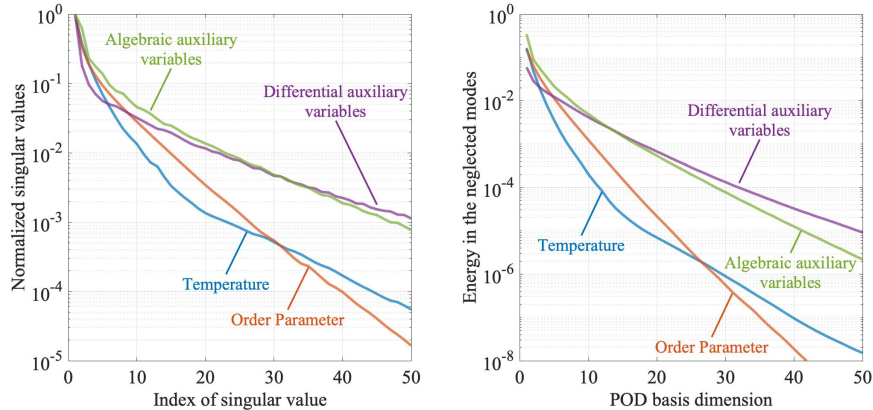 10^0
10^-1
10^-2
10^-3
10^-4
10^-5
Normalized singular values
Algebraic auxiliary
variables
Differential auxiliary
variables
Temperature
Order Parameter
0
10
20
30
40
50
Index of singular value
10^0
10^-2
10^-4
10^-6
10^-8
Energy in the neglected modes
Differential auxiliary
variables
Temperature
Algebraic auxiliary
variables
Order Parameter
0
10
20
30
40
50
POD basis dimension